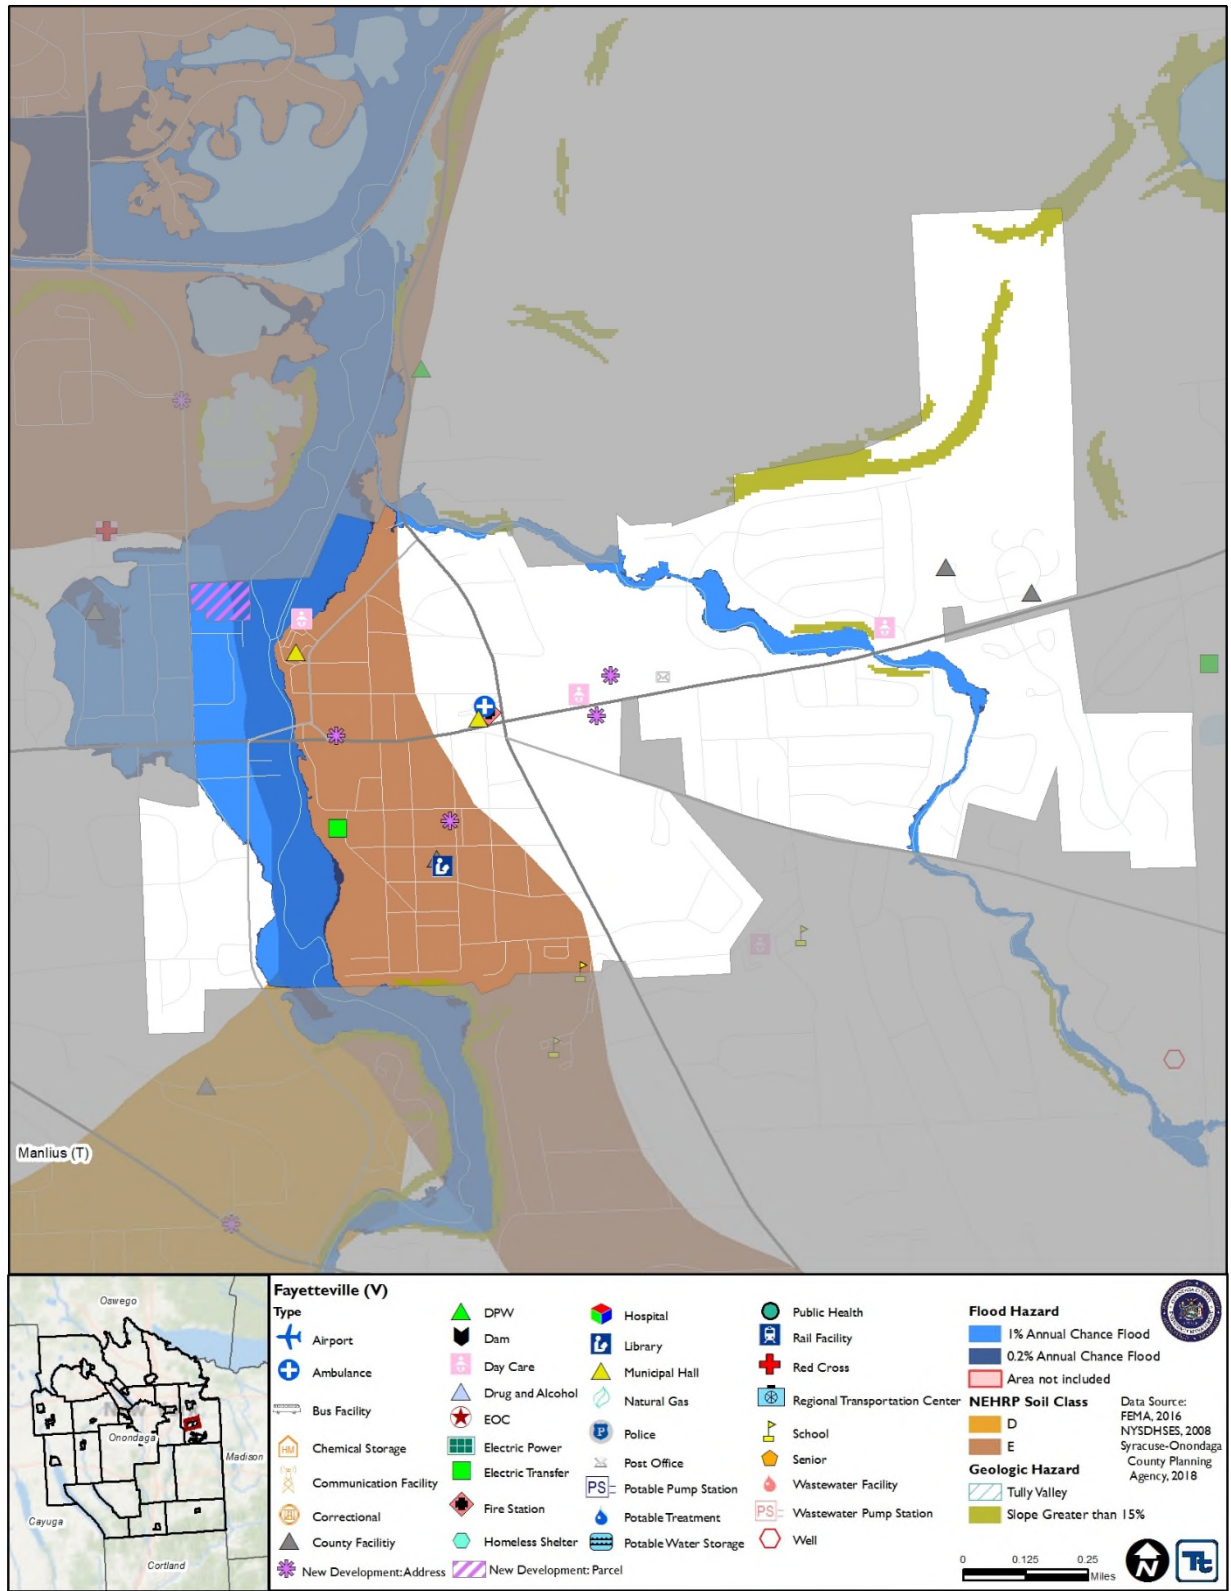 Manlius (T)
Oswego
Onondaga
Madison
Cayuga
Cortland
Fayetteville (V)
Type
Airport
Ambulance
Bus Facility
HM
Chemical Storage
Communication Facility
Correctional
County Facilitiy
New Development: Address
DPW
Dam
Day Care
Drug and Alcohol
EOC
Electric Power
Electric Transfer
Fire Station
Homeless Shelter
New Development: Parcel
Hospital
Library
Municipal Hall
Natural Gas
P
Police
Post Office
PS
Potable Pump Station
Potable Treatment
Potable Water Storage
Public Health
Rail Facility
Red Cross
Regional Transportation Center
School
Senior
Wastewater Facility
PS
Wastewater Pump Station
Well
Flood Hazard
1% Annual Chance Flood
0.2% Annual Chance Flood
Area not included
NEHRP Soil Class
D
E
Geologic Hazard
Tully Valley
Slope Greater than 15%
Data Source:
FEMA, 2016
NYSDHSES, 2008
Syracuse-Onondaga
County Planning
Agency, 2018
0 0.125 0.25
Miles
N
Tt